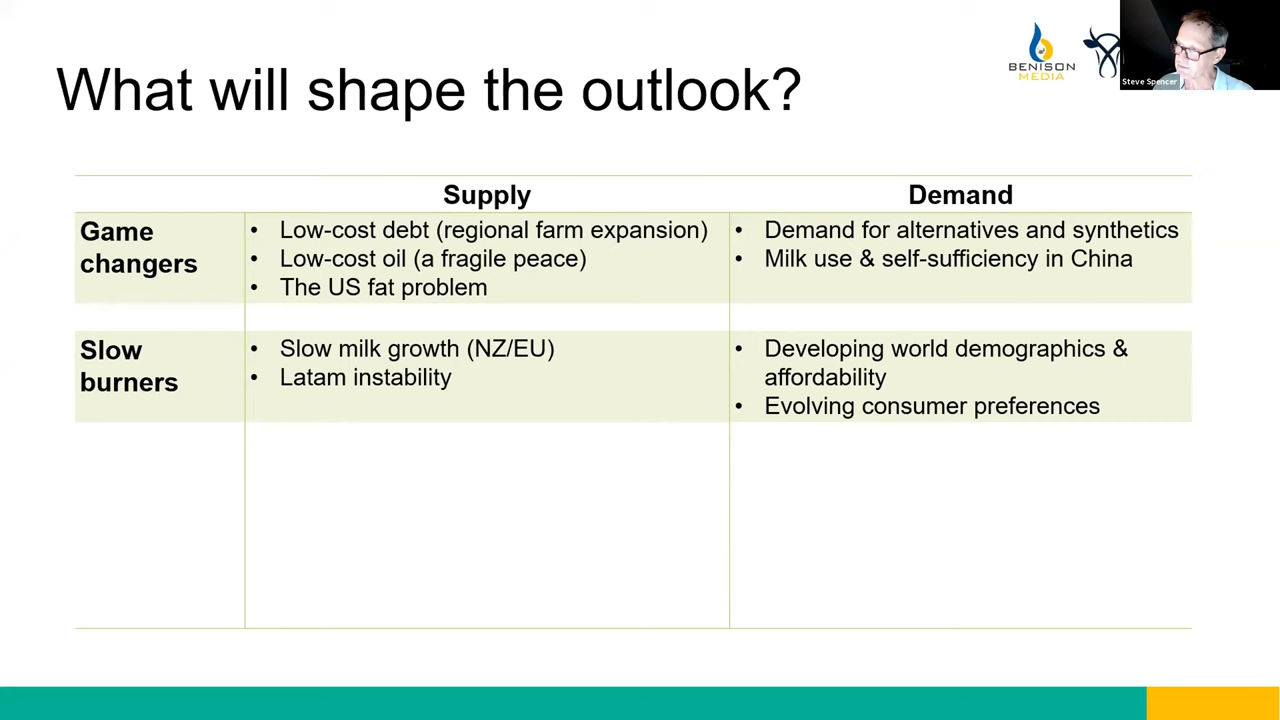 BENISON
MEDIA
Steve Spencer
What will shape the outlook?
Supply
Demand
Game
changers
• Low-cost debt (regional farm expansion)
• Low-cost oil (a fragile peace)
• The US fat problem
• Demand for alternatives and synthetics
• Milk use & self-sufficiency in China
Slow
burners
• Slow milk growth (NZ/EU)
• Latam instability
• Developing world demographics &
affordability
• Evolving consumer preferences